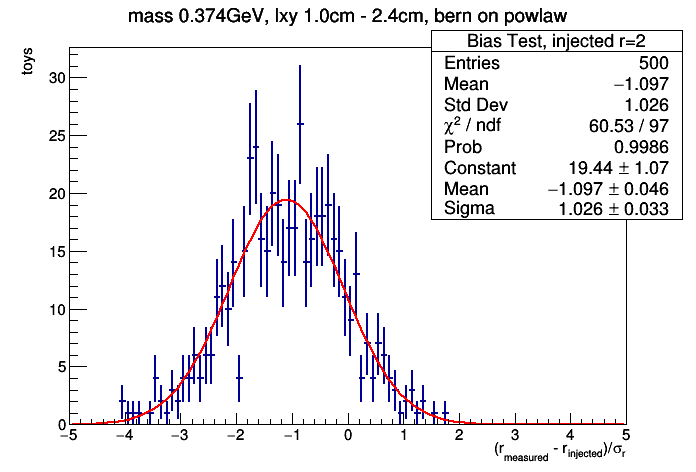 mass 0.374GeV, lxy 1.0cm - 2.4cm, bern on powlaw
toys
Bias Test, injected r=2
Entries 500
Mean −1.097
Std Dev 1.026
χ² / ndf 60.53 / 97
Prob 0.9986
Constant 19.44 ± 1.07
Mean −1.097 ± 0.046
Sigma 1.026 ± 0.033
30
25
20
15
10
5
0
−5 −4 −3 −2 −1 0 1 2 3 4 5
(r_measured - r_injected)/σ_r